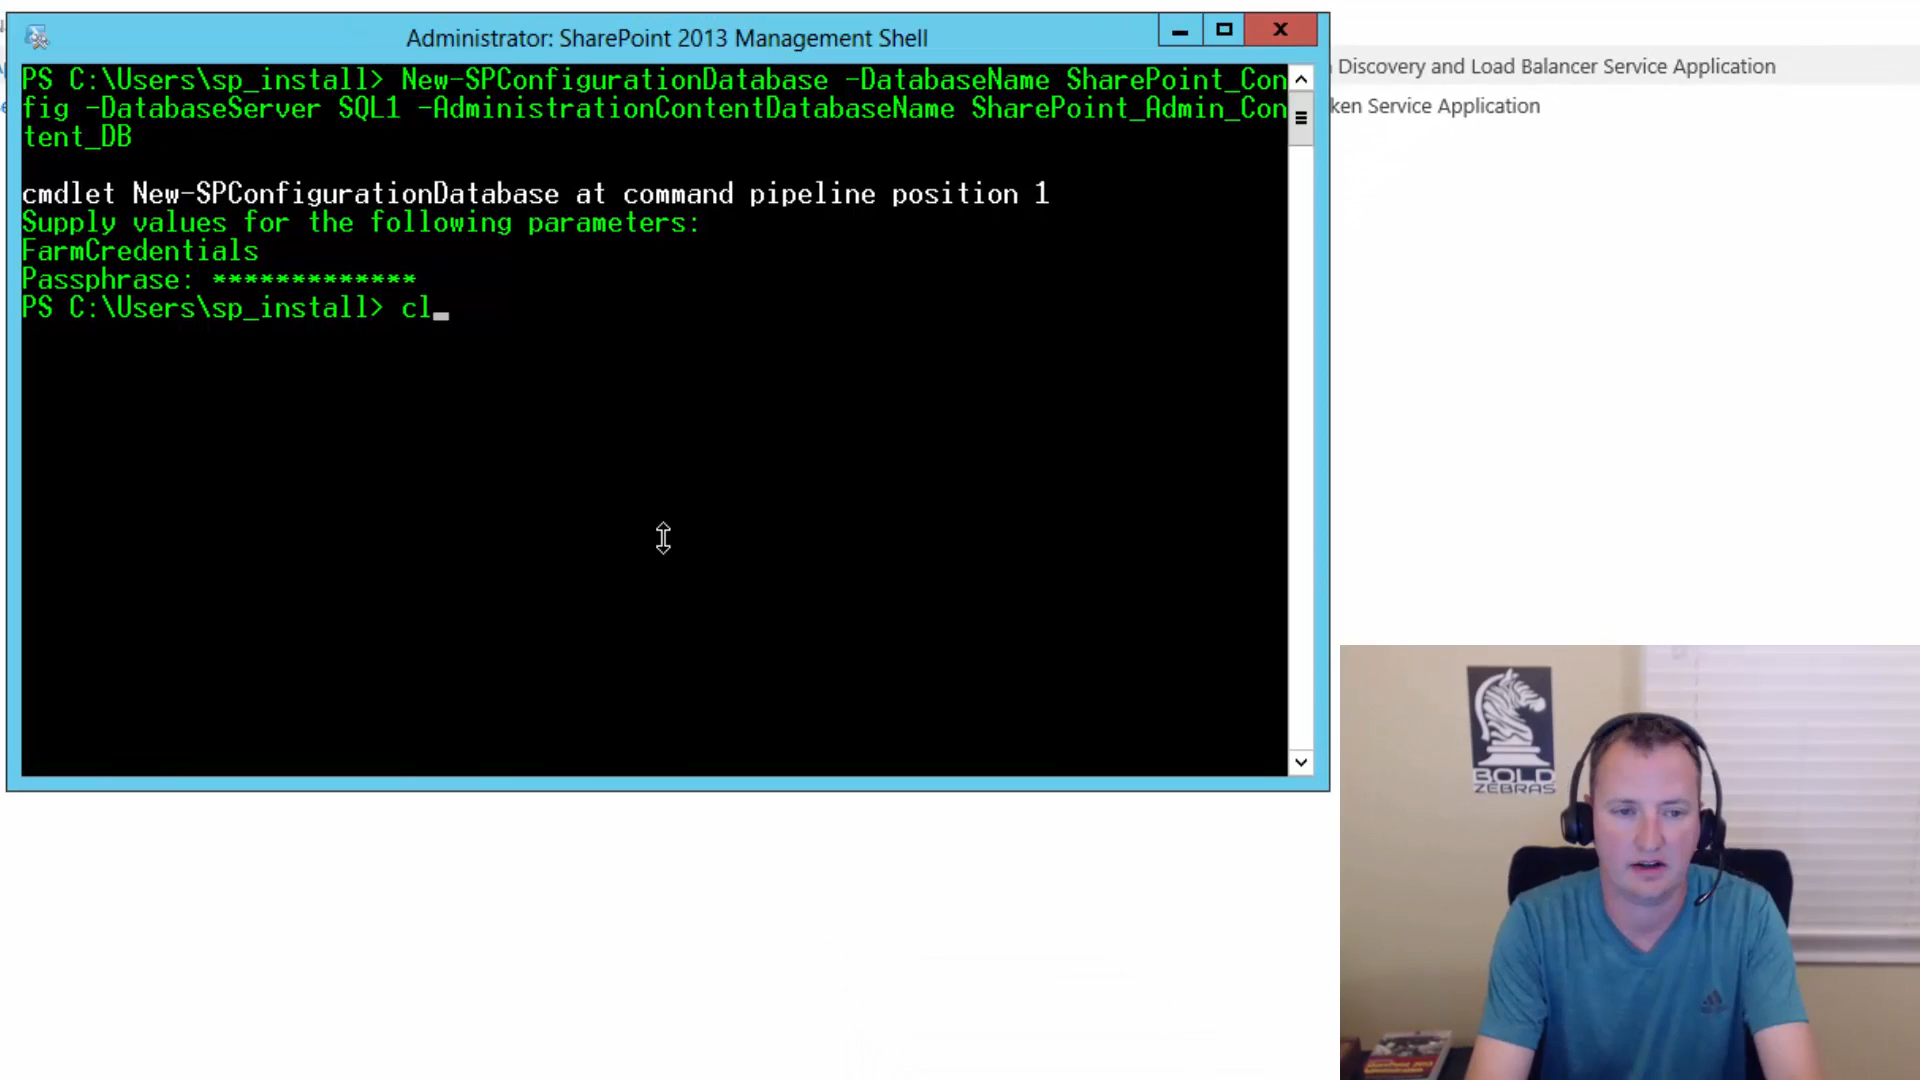 Administrator: SharePoint 2013 Management Shell
PS C:\Users\sp_install> New-SPConfigurationDatabase -DatabaseName SharePoint_Con
fig -DatabaseServer SQL1 -AdministrationContentDatabaseName SharePoint_Admin_Con
tent_DB
cmdlet New-SPConfigurationDatabase at command pipeline position 1
Supply values for the following parameters:
FarmCredentials
Passphrase: *************
PS C:\Users\sp_install> cl
Discovery and Load Balancer Service Application
ken Service Application
BOLD
ZEBRAS